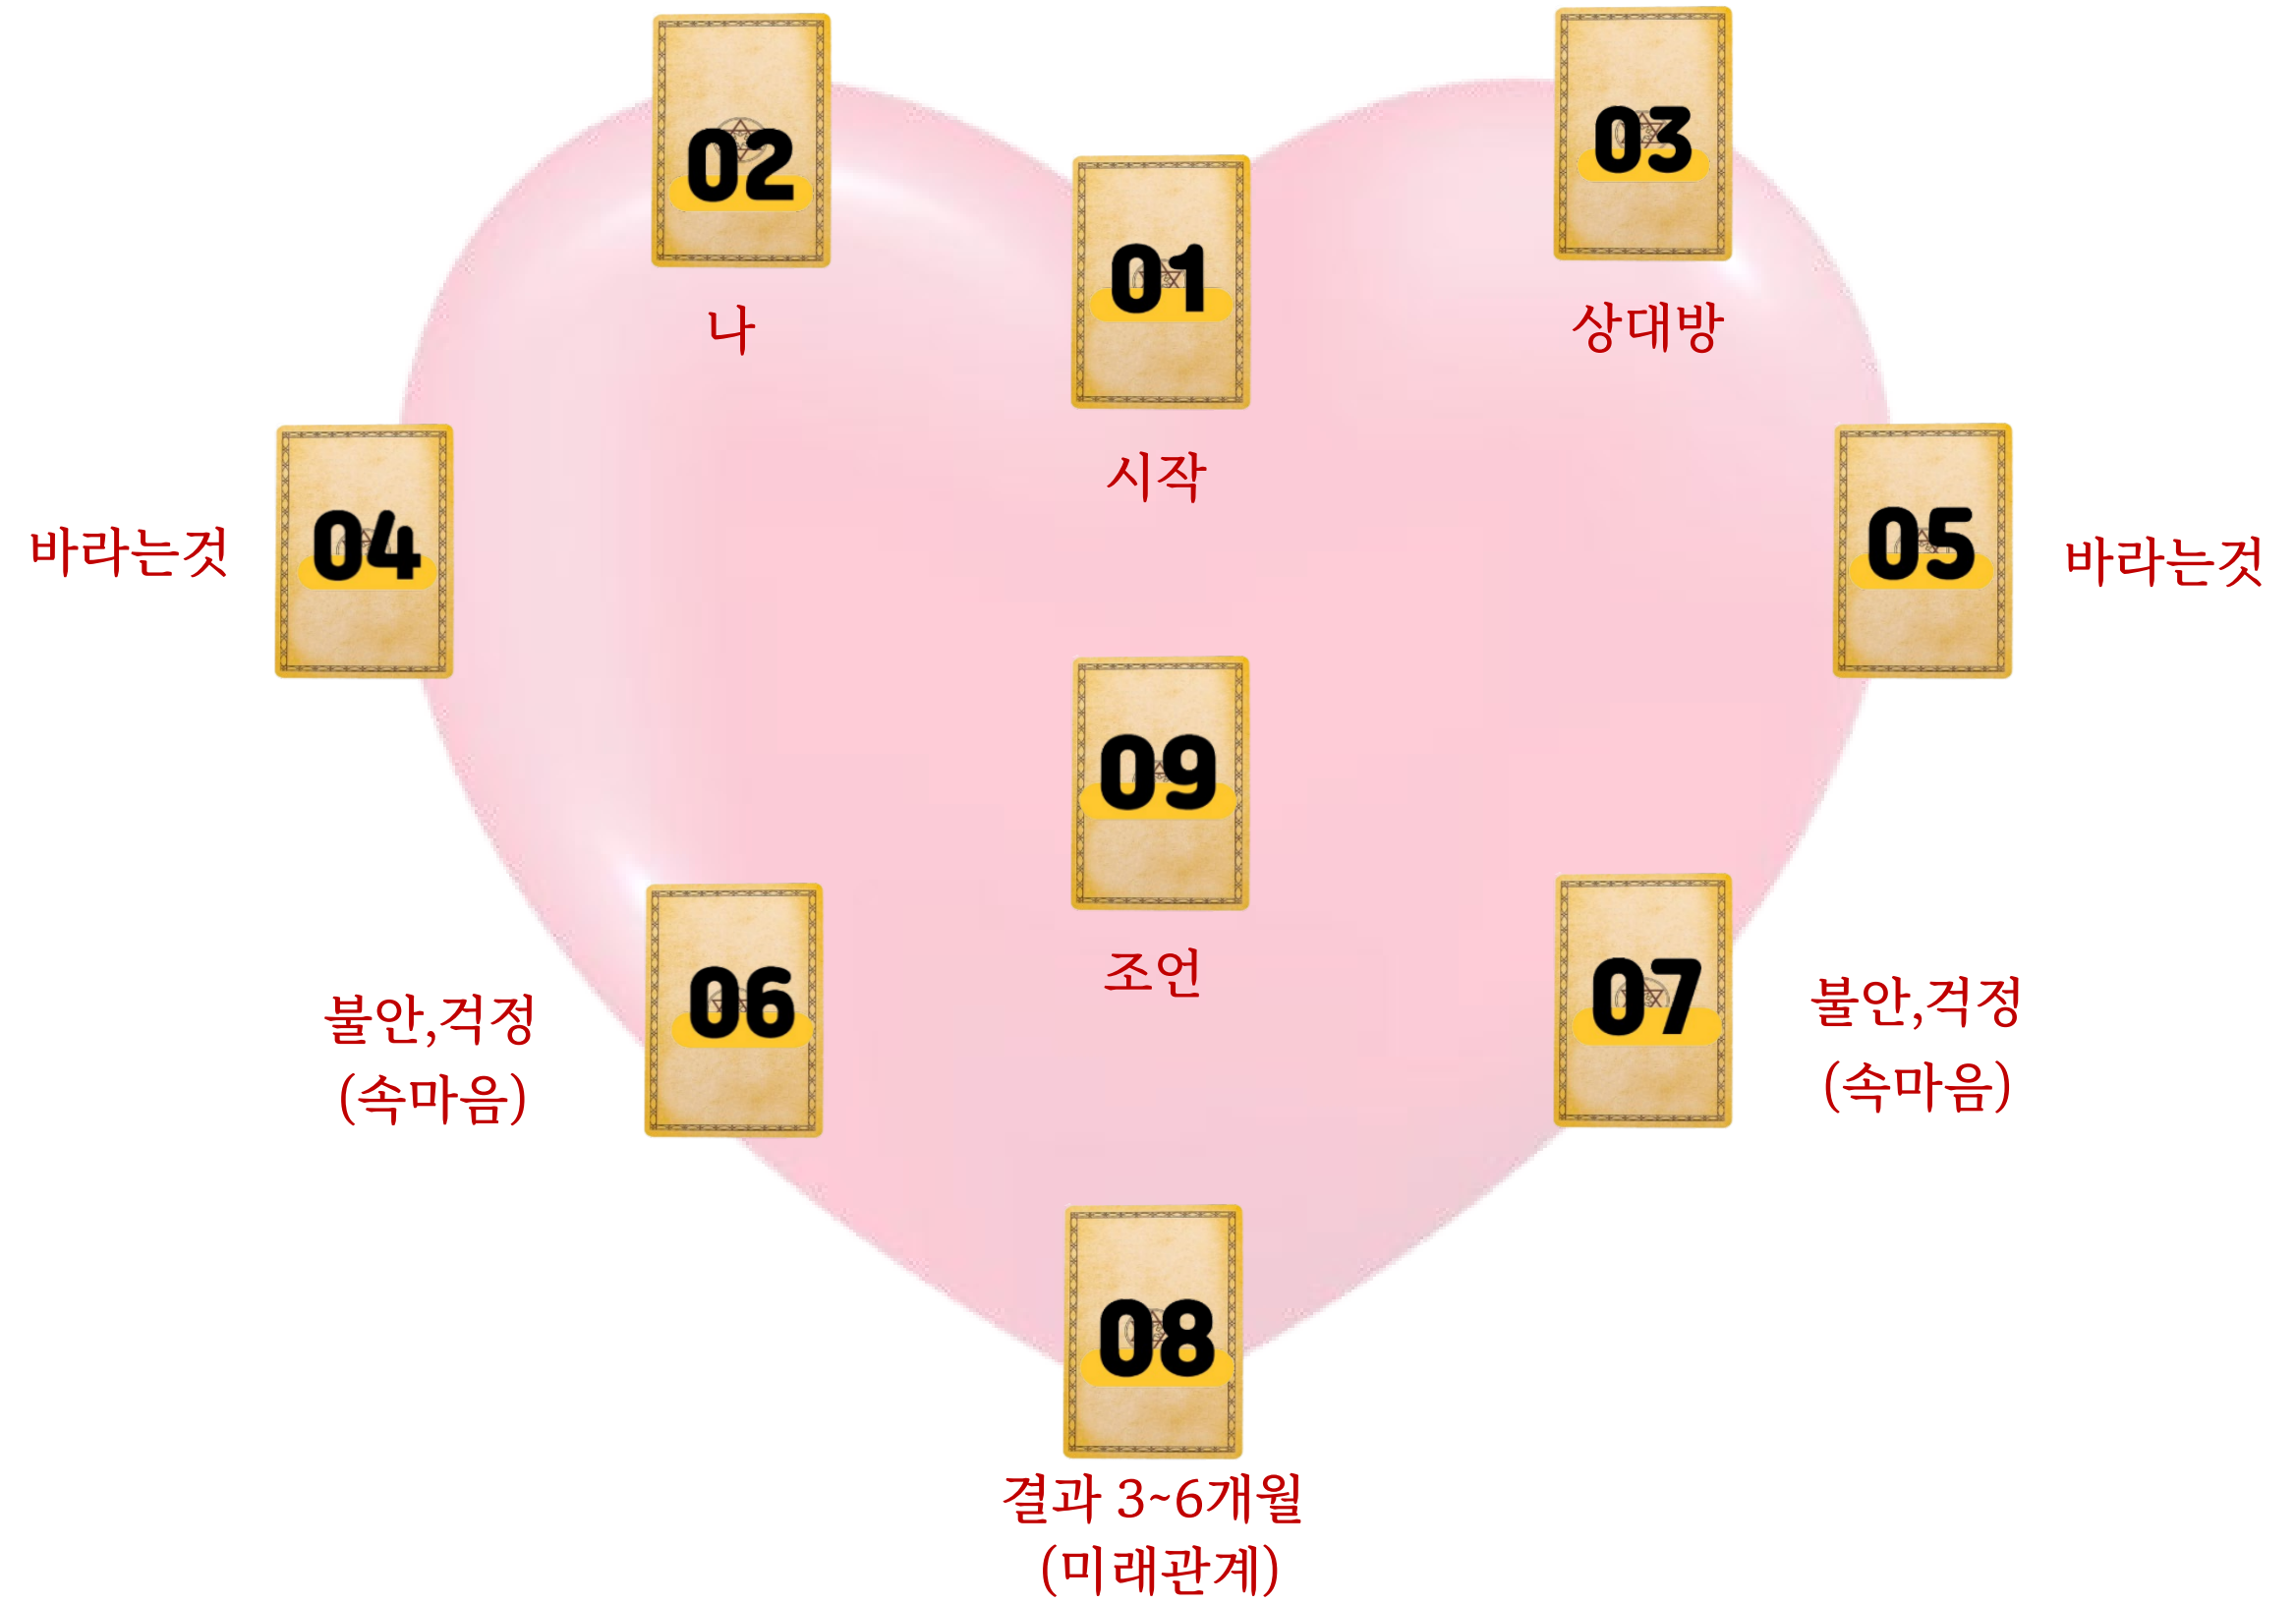 02
03
01
나
상대방
시작
04
05
바라는것
바라는것
09
조언
06
07
불안,걱정
(속마음)
불안,걱정
(속마음)
08
결과 3~6개월
(미래관계)